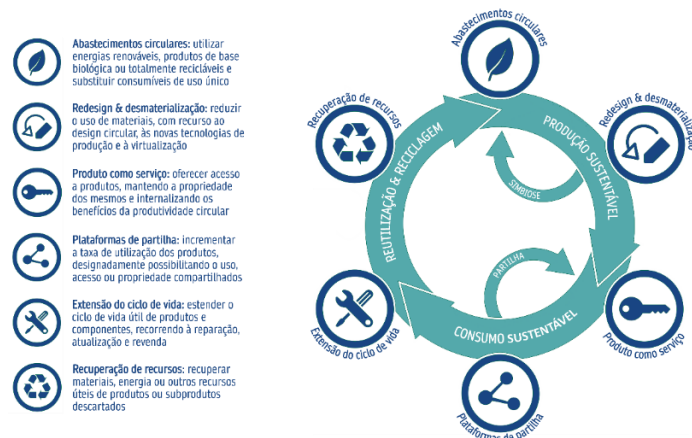 Abastecimentos circulares: utilizar
energias renováveis, produtos de base
biológica ou totalmente recicláveis e
substituir consumíveis de uso único
Redesign & desmaterialização: reduzir
o uso de materiais, com recurso ao
design circular, às novas tecnologias de
produção e à virtualização
Produto como serviço: oferecer acesso
a produtos, mantendo a propriedade
dos mesmos e internalizando os
benefícios da produtividade circular
Plataformas de partilha: incrementar
a taxa de utilização dos produtos,
designadamente possibilitando o uso,
acesso ou propriedade compartilhados
Extensão do ciclo de vida: estender o
ciclo de vida útil de produtos e
componentes, recorrendo à reparação,
atualização e revenda
Recuperação de recursos: recuperar
materiais, energia ou outros recursos
úteis de produtos ou subprodutos
descartados
Abastecimentos circulares
Redesign & desmaterialização
Produto como serviço
Plataformas de partilha
Extensão do ciclo de vida
Recuperação de recursos
PRODUÇÃO SUSTENTÁVEL
CONSUMO SUSTENTÁVEL
REUTILIZAÇÃO & RECICLAGEM
SIMBIOSE
PARTILHA